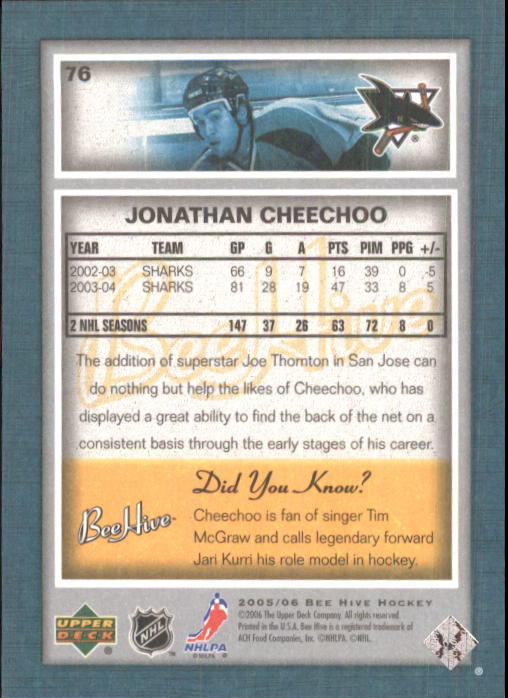 76
JONATHAN CHEECHOO
YEAR TEAM GP G A PTS PIM PPG +/-
2002-03 SHARKS 66 9 7 16 39 0 -5
2003-04 SHARKS 81 28 19 47 33 8 5
2 NHL SEASONS 147 37 26 63 72 8 0
The addition of superstar Joe Thornton in San Jose can
do nothing but help the likes of Cheechoo, who has
displayed a great ability to find the back of the net on a
consistent basis through the early stages of his career.
Did You Know?
BeeHive
Cheechoo is fan of singer Tim
McGraw and calls legendary forward
Jari Kurri his role model in hockey.
2005/06 BEE HIVE HOCKEY
©2006 The Upper Deck Company. All rights reserved.
Printed in the U.S.A. Bee Hive is a registered trademark of
ACH Food Companies, Inc. ©NHLPA. ©NHL.
UPPER
DECK
NHL
NHLPA